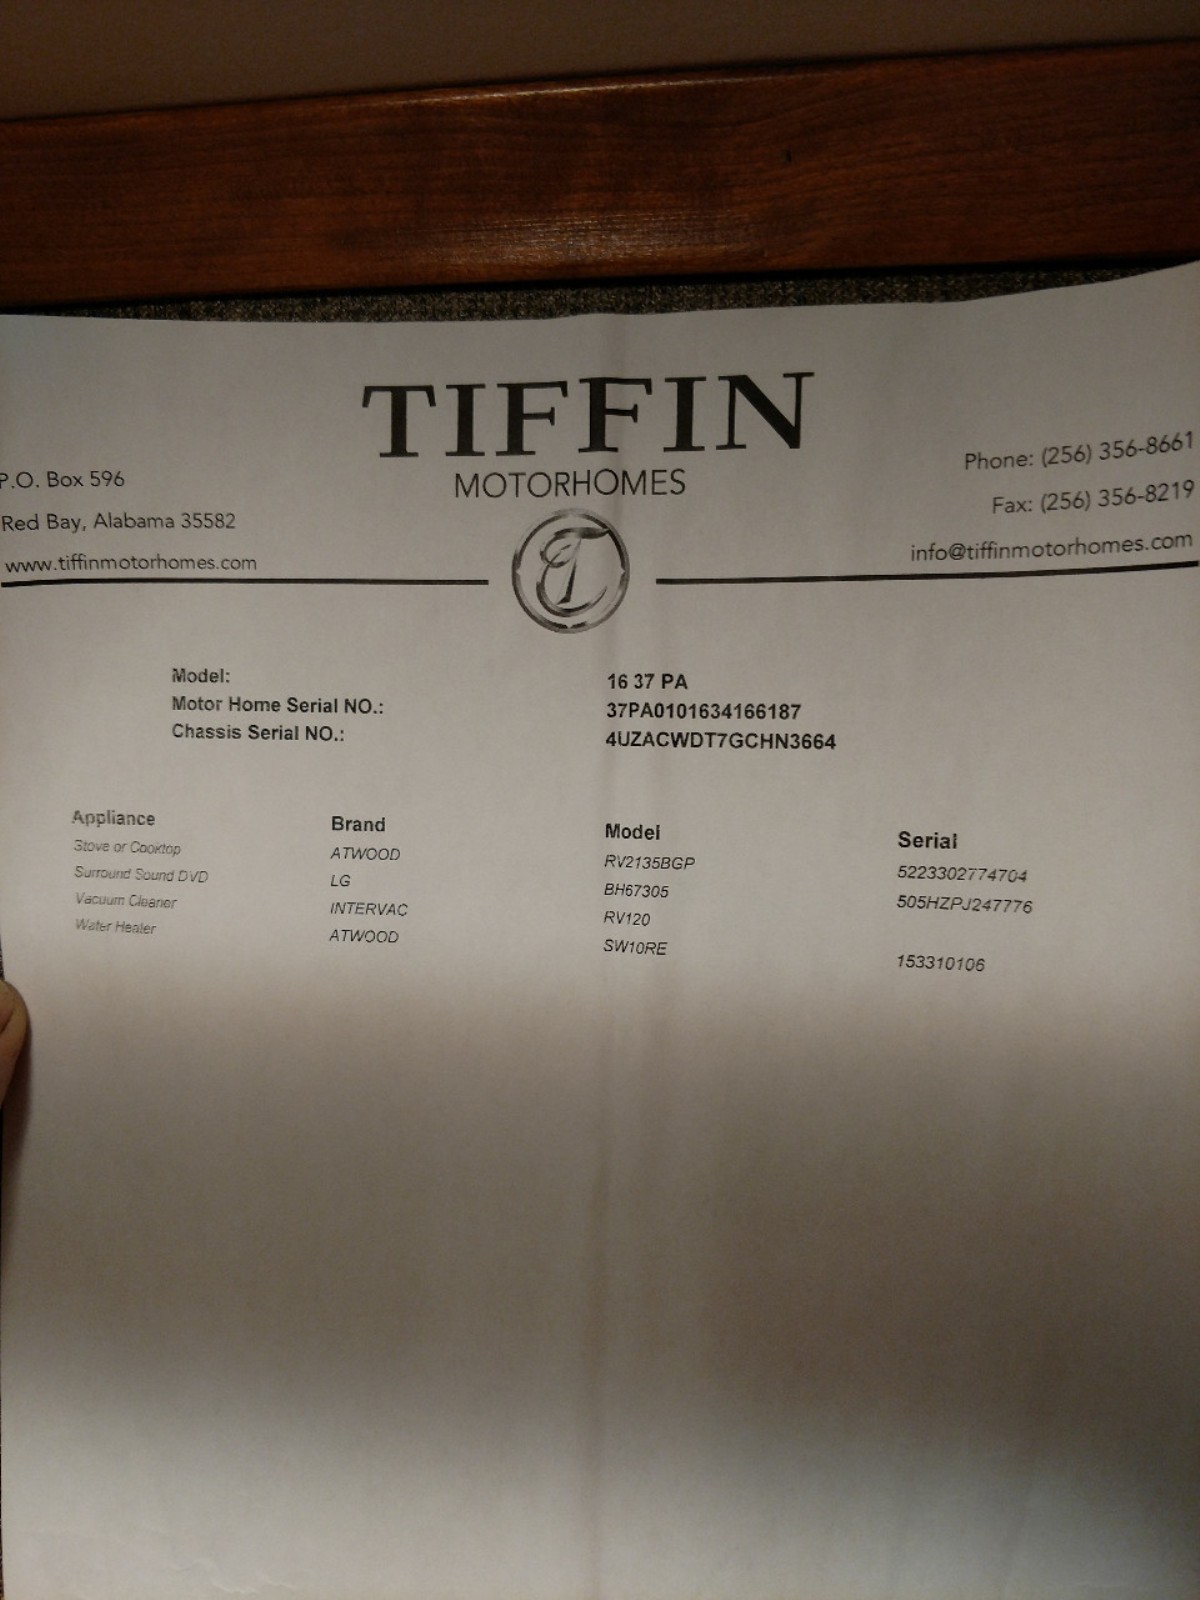 TIFFIN
MOTORHOMES
P.O. Box 596
Red Bay, Alabama 35582
www.tiffinmotorhomes.com
Phone: (256) 356-8661
Fax: (256) 356-8219
info@tiffinmotorhomes.com
T
Model: 16 37 PA
Motor Home Serial NO.: 37PA0101634166187
Chassis Serial NO.: 4UZACWDT7GCHN3664
Appliance Brand Model Serial
Stove or Cooktop ATWOOD RV2135BGP 5223302774704
Surround Sound DVD LG BH67305 505HZPJ247776
Vacuum Cleaner INTERVAC RV120
Water Heater ATWOOD SW10RE 153310106